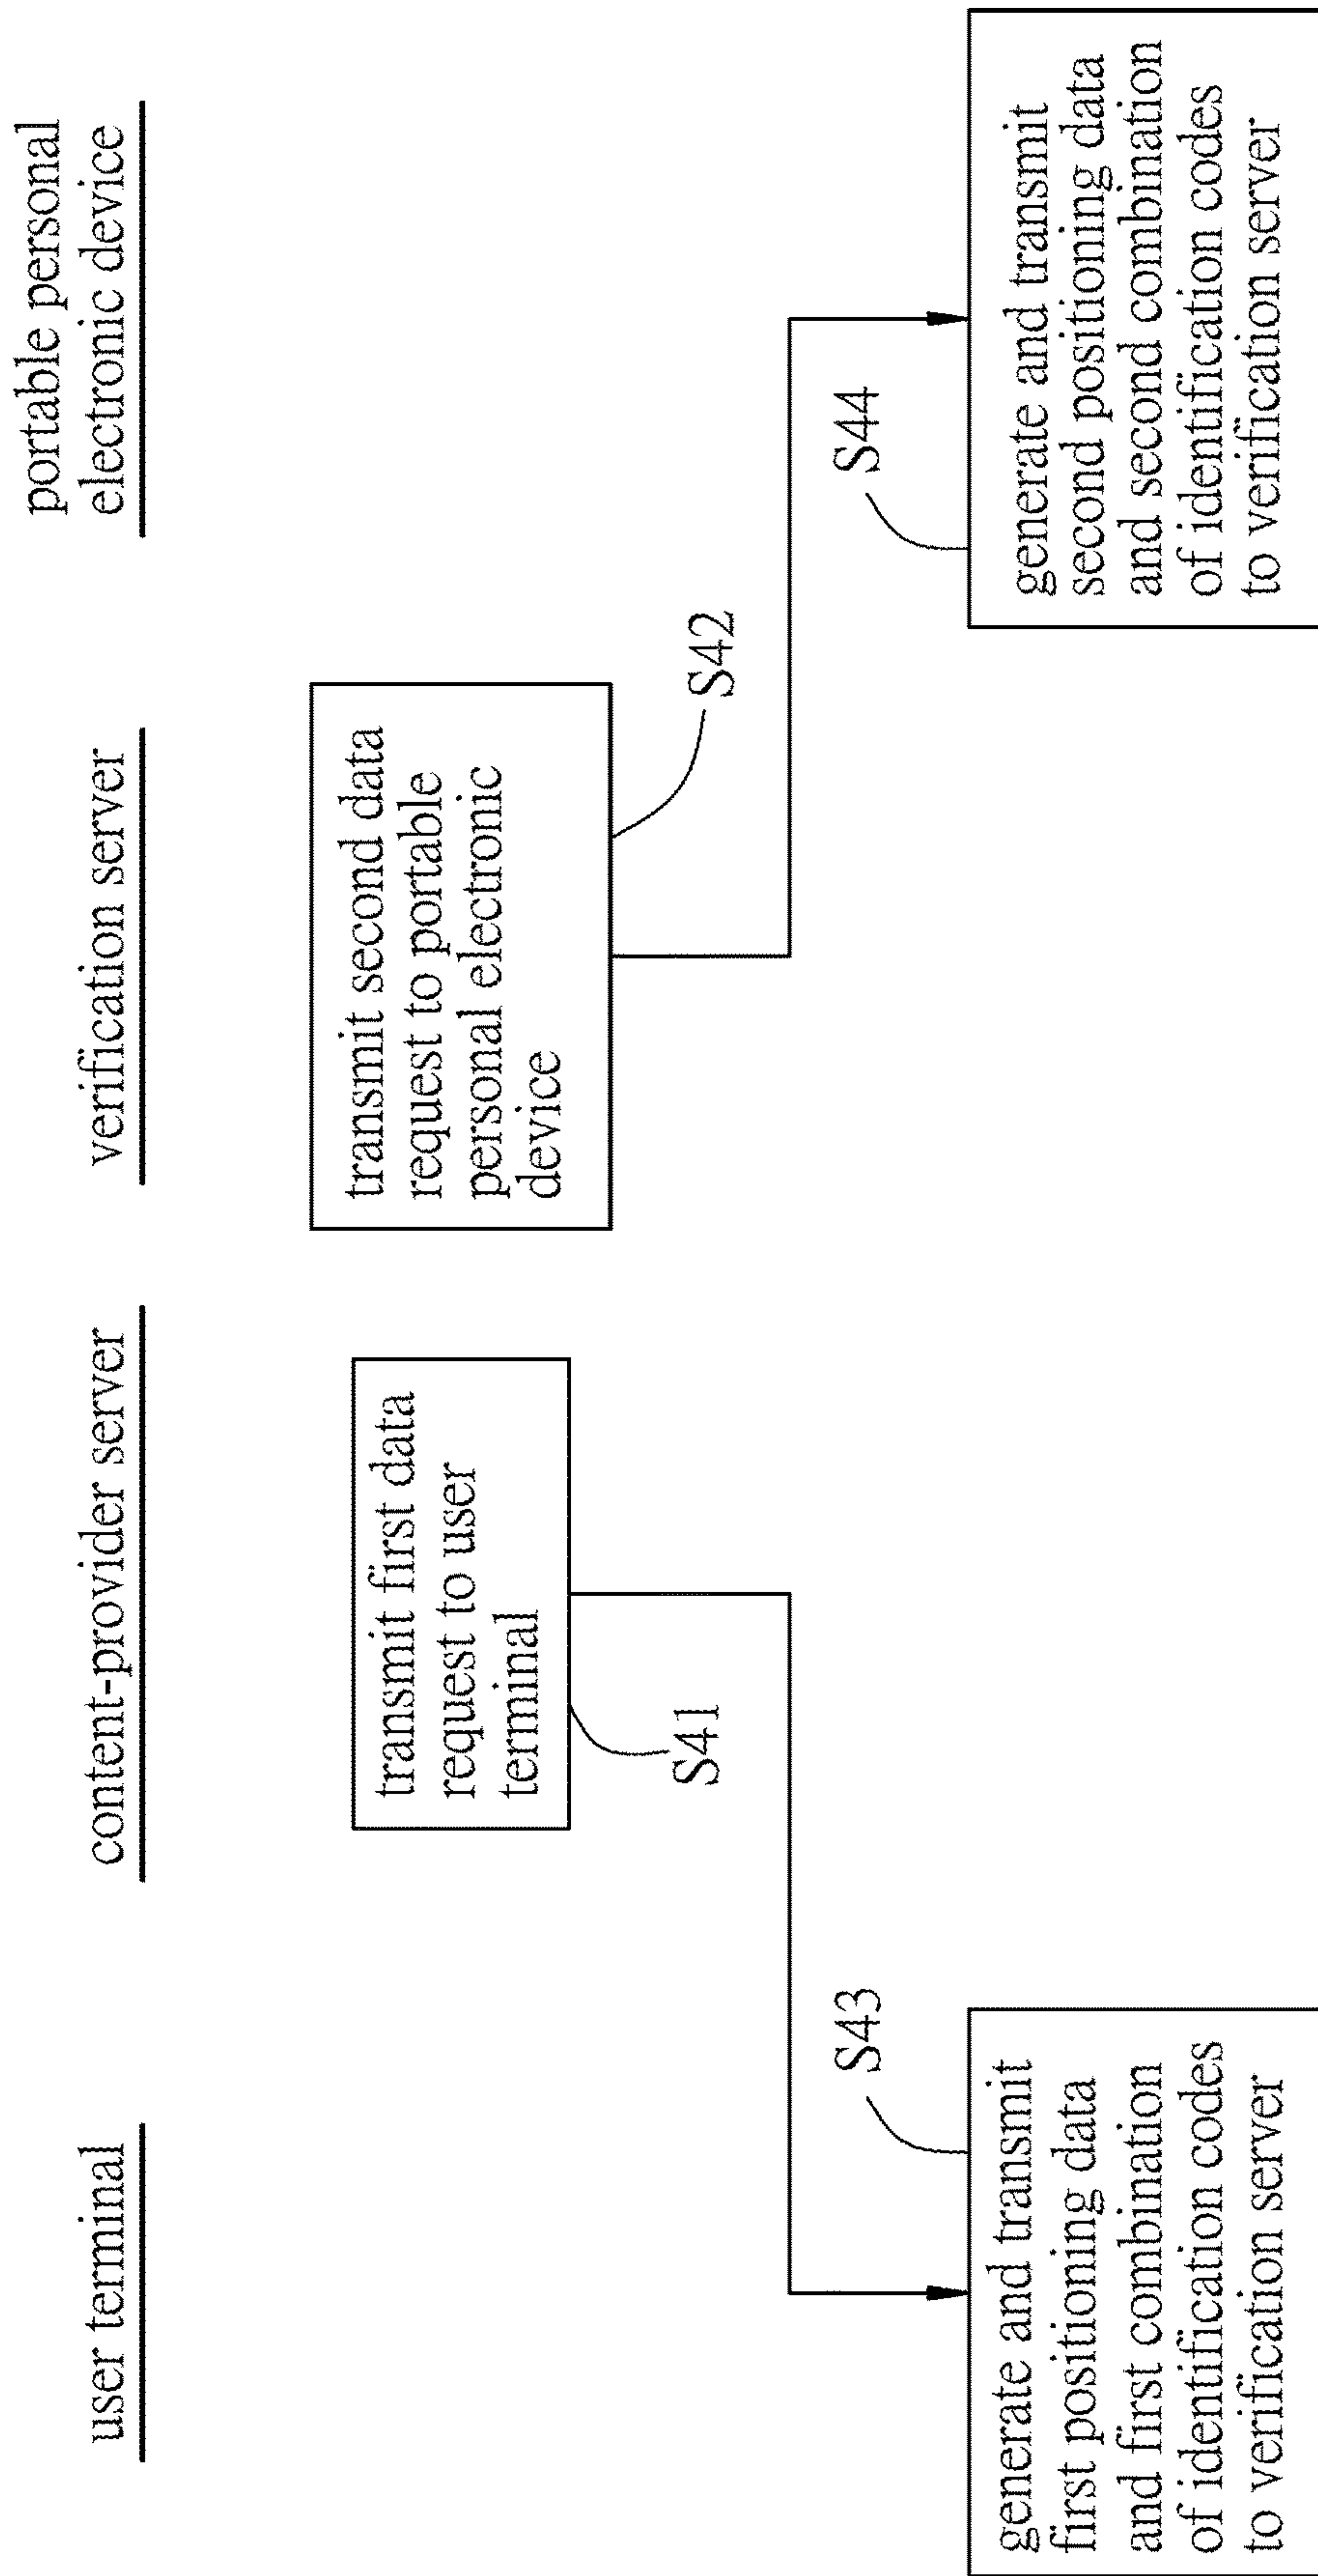 user terminal
content-provider server
verification server
portable personal
electronic device
transmit first data
request to user
terminal
S41
transmit second data
request to portable
personal electronic
device
S42
S43
generate and transmit
first positioning data
and first combination
of identification codes
to verification server
S44
generate and transmit
second positioning data
and second combination
of identification codes
to verification server